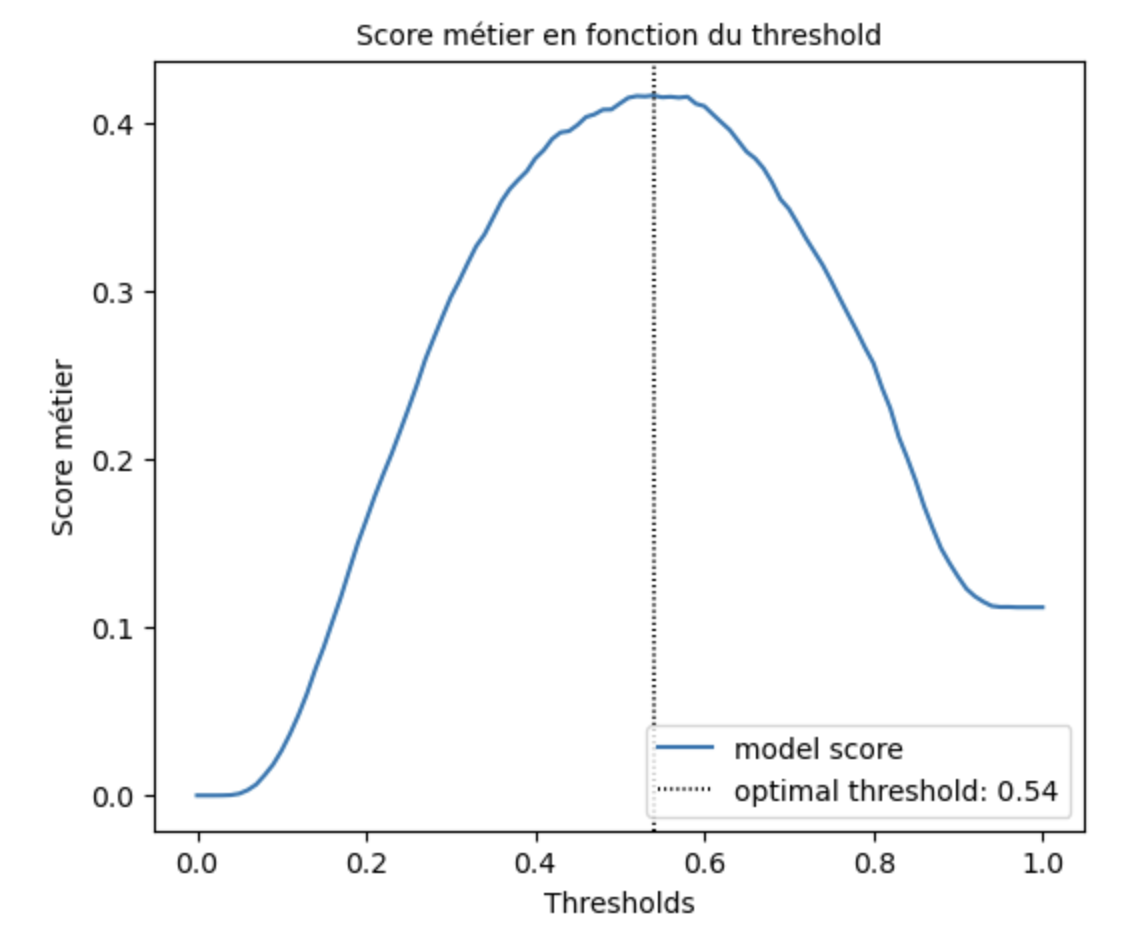 Score métier en fonction du threshold
0.4
0.3
0.2
0.1
0.0
Score métier
model score
optimal threshold: 0.54
0.0 0.2 0.4 0.6 0.8 1.0
Thresholds